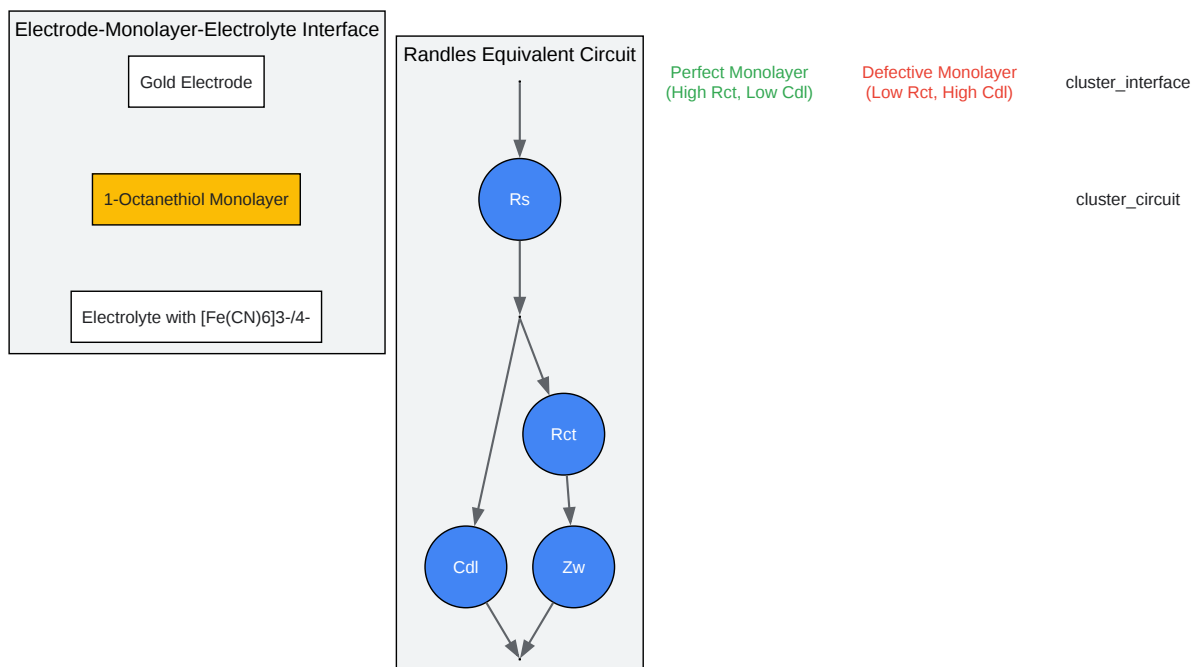 Electrode-Monolayer-Electrolyte Interface
Gold Electrode
1-Octanethiol Monolayer
Electrolyte with [Fe(CN)6]3-/4-
Randles Equivalent Circuit
Rs
Rct
Cdl
Zw
Perfect Monolayer
(High Rct, Low Cdl)
Defective Monolayer
(Low Rct, High Cdl)
cluster_interface
cluster_circuit